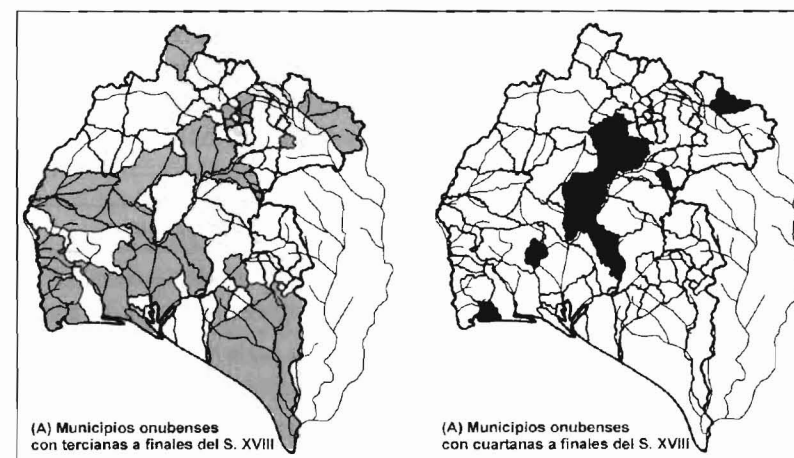 (A) Municipios onubenses
con tercianas a finales del S. XVIII
(A) Municipios onubenses
con cuartanas a finales del S. XVIII